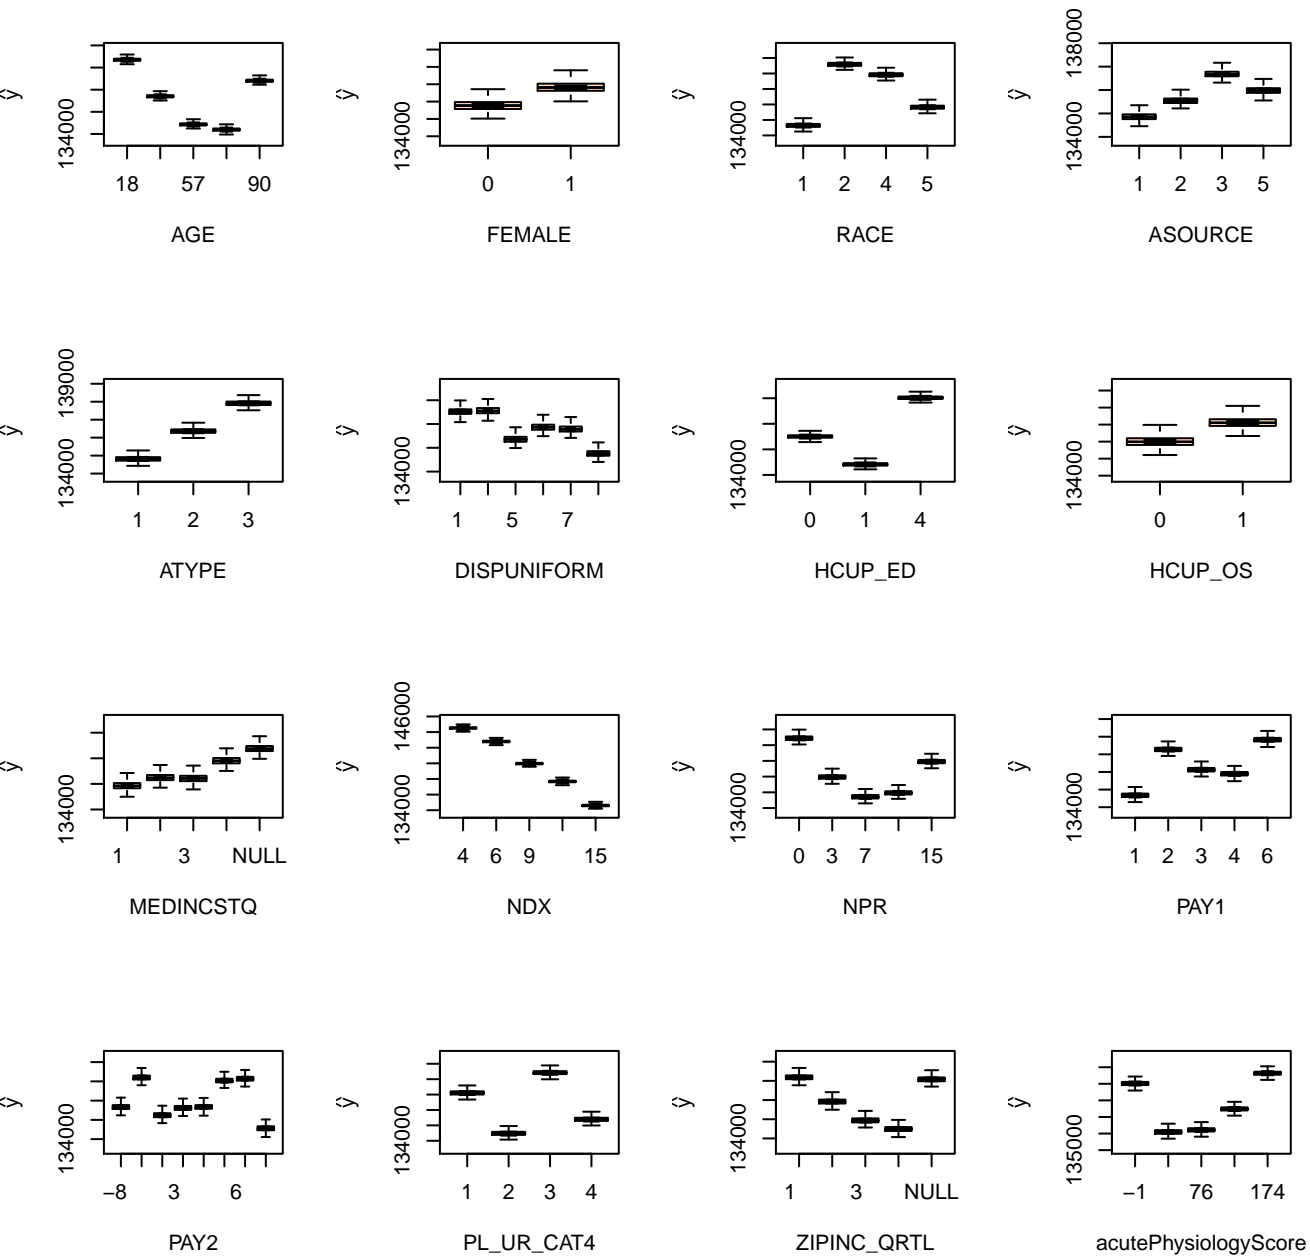 ŷ 134000
18 57 90
AGE
ŷ 134000
0 1
FEMALE
ŷ 134000
1 2 4 5
RACE
ŷ 134000 138000
1 2 3 5
ASOURCE
ŷ 134000 139000
1 2 3
ATYPE
ŷ 134000
1 5 7
DISPUNIFORM
ŷ 134000
0 1 4
HCUP_ED
ŷ 134000
0 1
HCUP_OS
ŷ 134000
1 3 NULL
MEDINCSTQ
ŷ 134000 146000
4 6 9 15
NDX
ŷ 134000
0 3 7 15
NPR
ŷ 134000
1 2 3 4 6
PAY1
ŷ 134000
−8 3 6
PAY2
ŷ 134000
1 2 3 4
PL_UR_CAT4
ŷ 134000
1 3 NULL
ZIPINC_QRTL
ŷ 135000
−1 76 174
acutePhysiologyScore